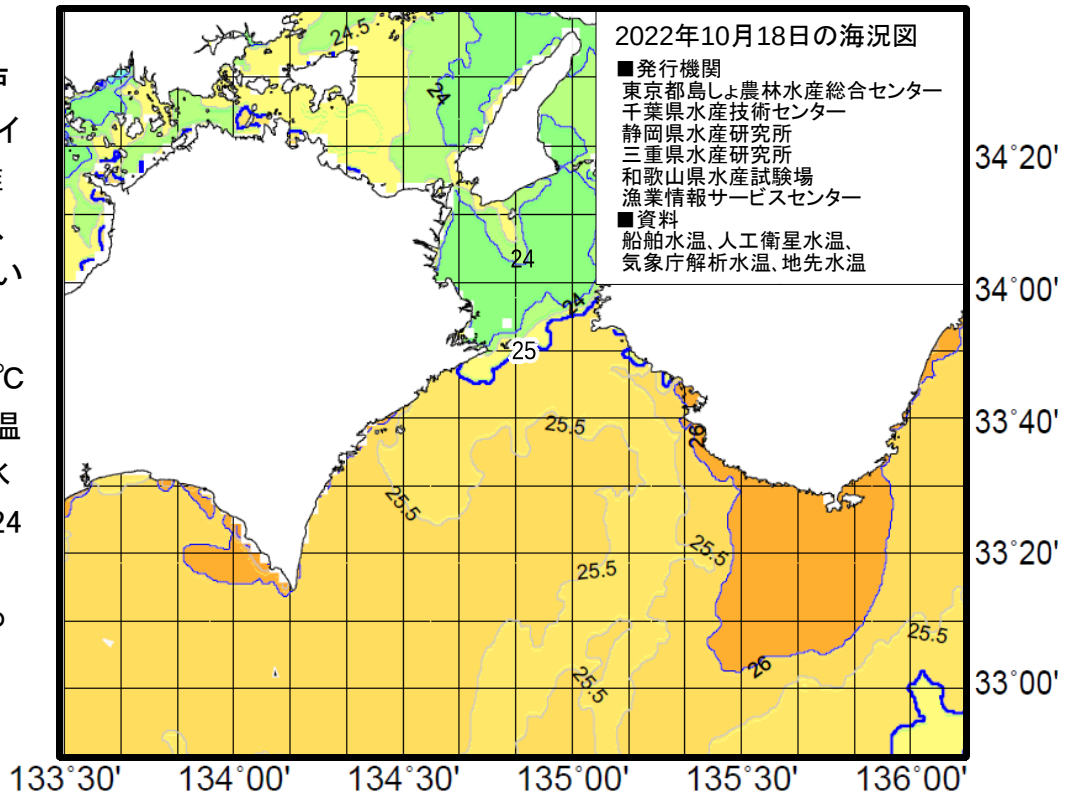 2022年10月18日の海況図
■発行機関
東京都島しょ農林水産総合センター
千葉県水産技術センター
静岡県水産研究所
三重県水産研究所
和歌山県水産試験場
漁業情報サービスセンター
■資料
船舶水温、人工衛星水温、
気象庁解析水温、地先水温
イ
い
℃
温
24
24.5
24
24
24
25
25.5
26
25.5
25.5
25.5
25.5
26
25.5
34°20'
34°00'
33°40'
33°20'
33°00'
133°30'
134°00'
134°30'
135°00'
135°30'
136°00'